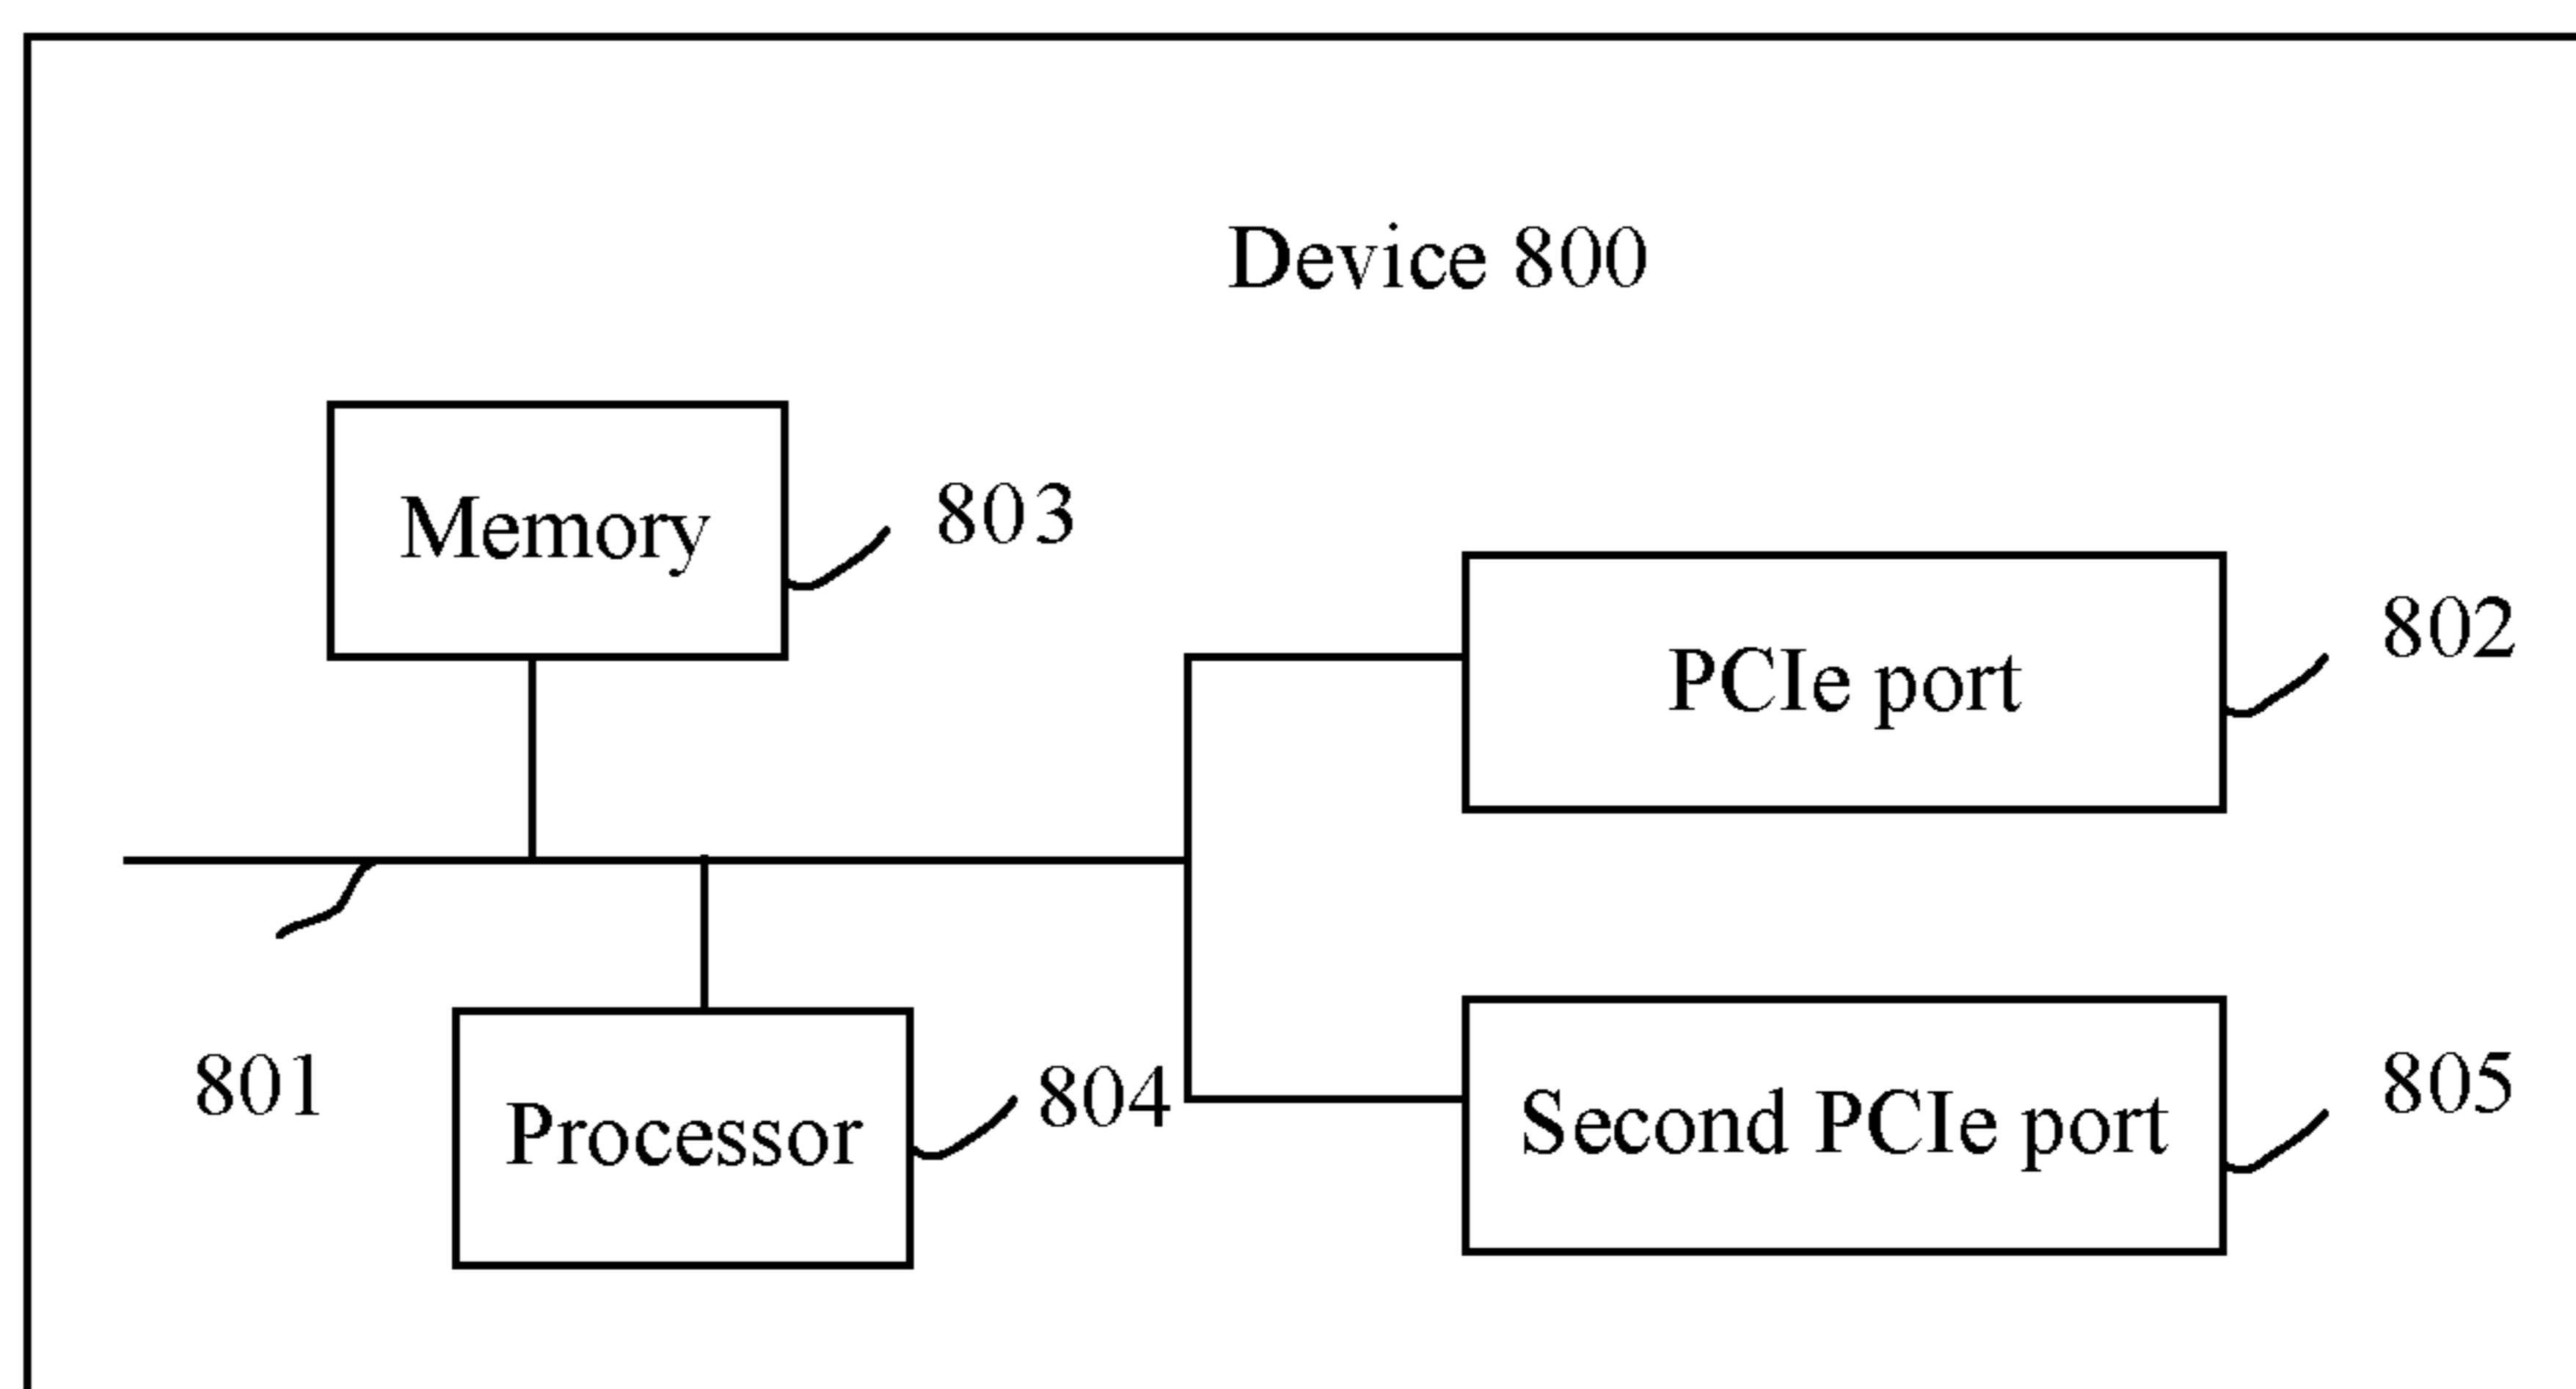 Device 800
Memory
803
PCIe port
802
801
Processor
804
Second PCIe port
805